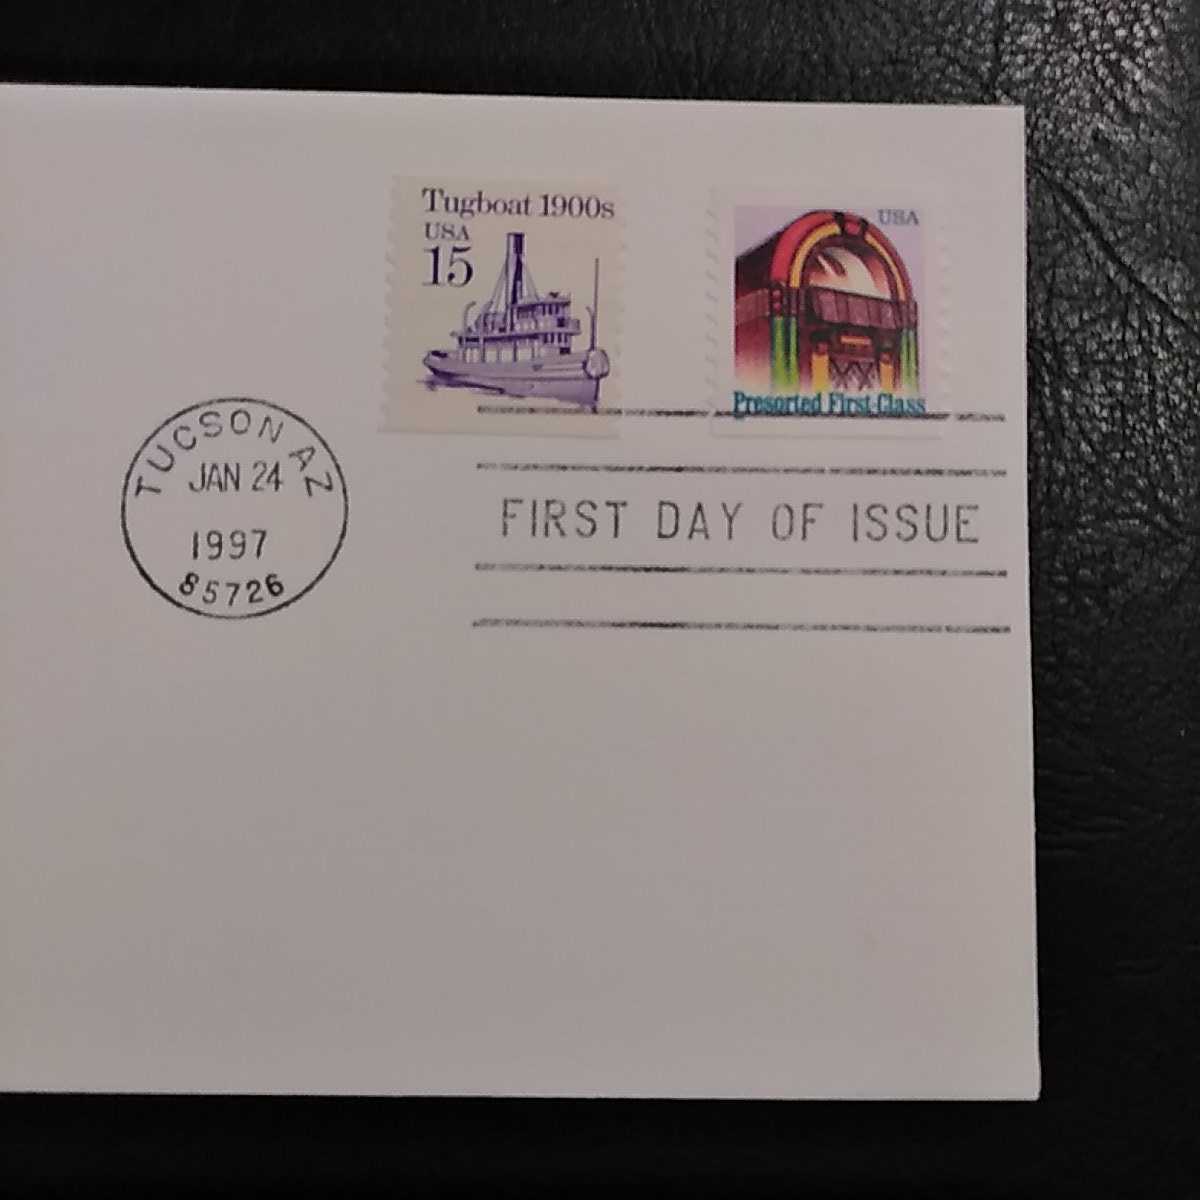 Tugboat 1900s
USA
15
USA
Presorted First-Class
TUCSON AZ
JAN 24
1997
85726
FIRST DAY OF ISSUE